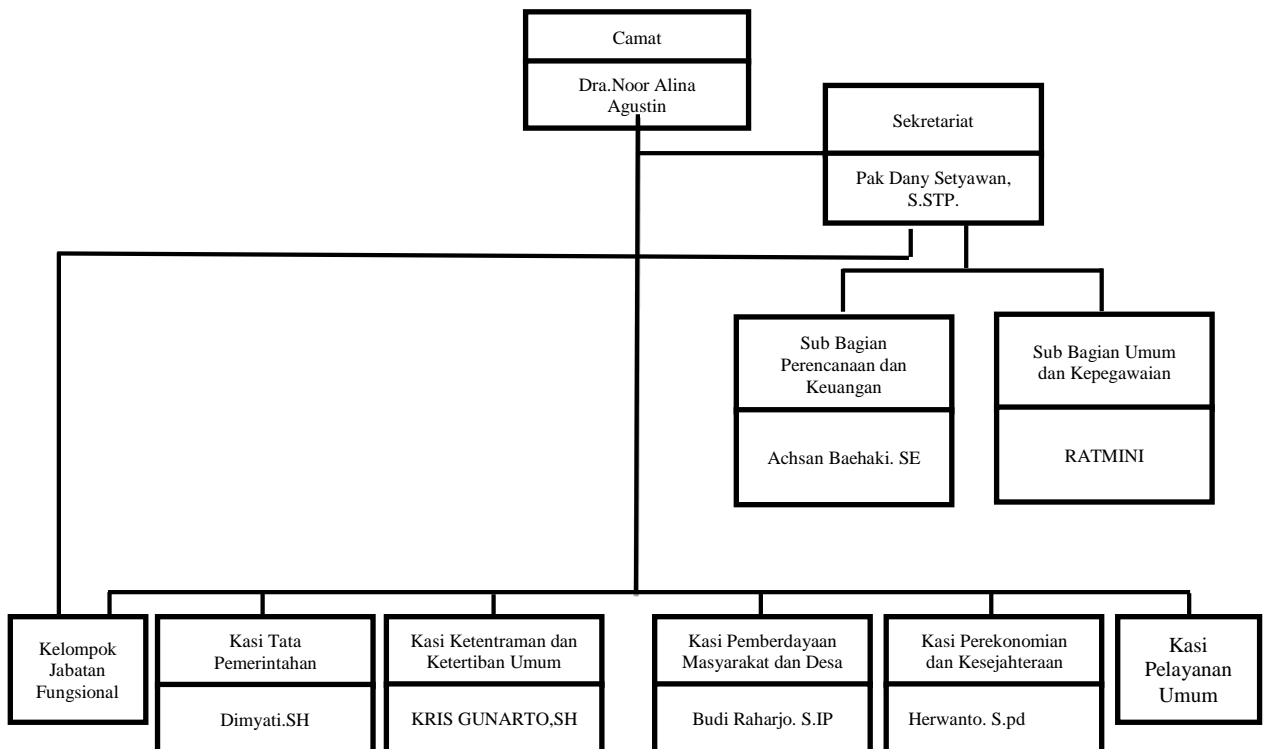 Camat
Dra.Noor Alina
Agustin
Sekretariat
Pak Dany Setyawan,
S.STP.
Sub Bagian
Perencanaan dan
Keuangan
Achsan Baehaki. SE
Sub Bagian Umum
dan Kepegawaian
RATMINI
Kelompok
Jabatan
Fungsional
Kasi Tata
Pemerintahan
Dimyati.SH
Kasi Ketentraman dan
Ketertiban Umum
KRIS GUNARTO,SH
Kasi Pemberdayaan
Masyarakat dan Desa
Budi Raharjo. S.IP
Kasi Perekonomian
dan Kesejahteraan
Herwanto. S.pd
Kasi
Pelayanan
Umum